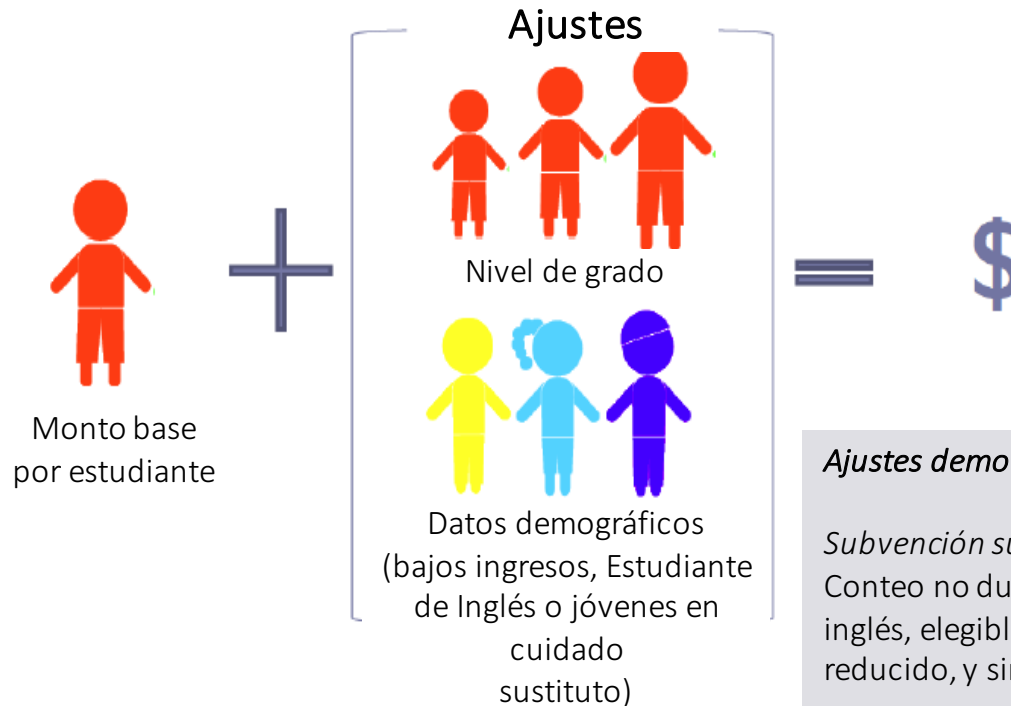 Ajustes
Nivel de grado
$
Monto base
por estudiante
Datos demográficos
(bajos ingresos, Estudiante
de Inglés o jóvenes en
cuidado
sustituto)
Ajustes demo
Subvención su
Conteo no du
inglés, elegibl
reducido, y si